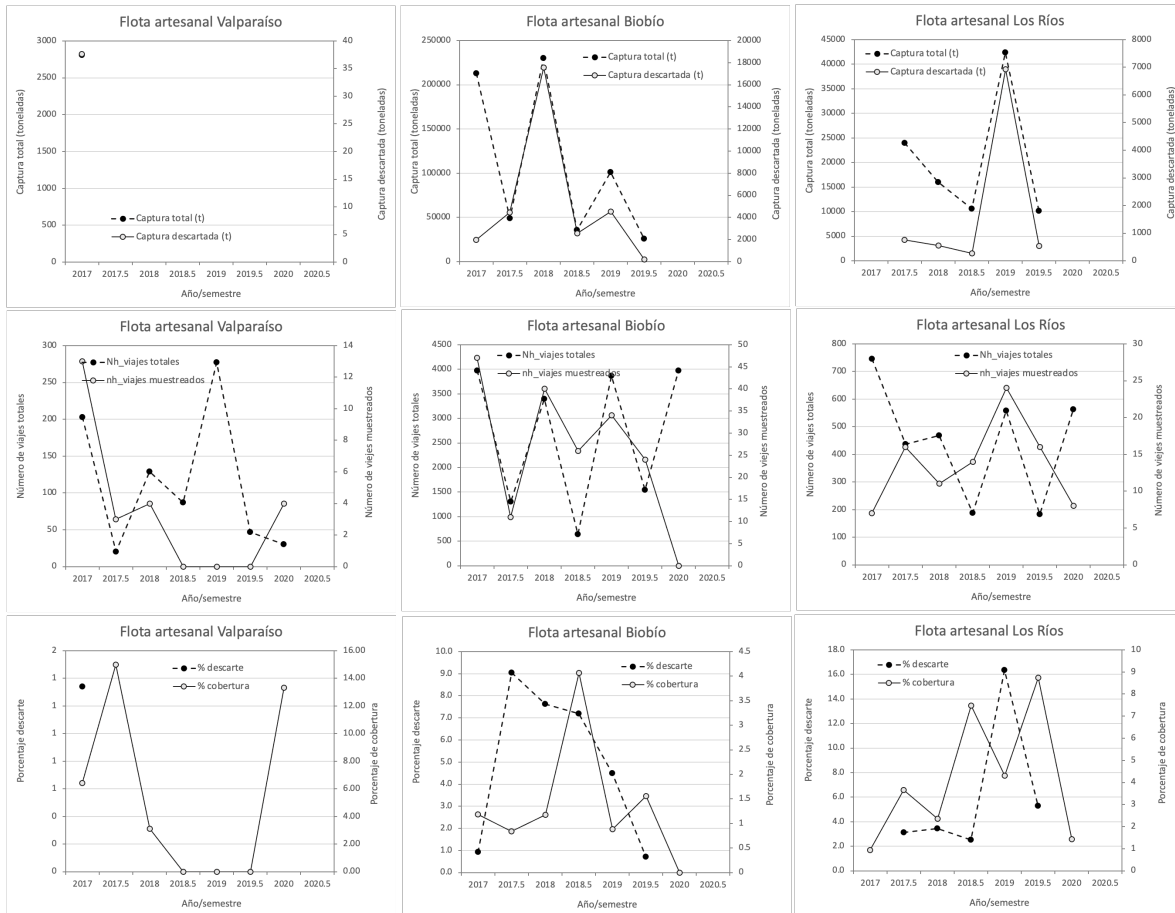 Flota artesanal Valparaíso
3000
2500
2000
1500
1000
500
0
Captura total (toneladas)
40
35
30
25
20
15
10
5
0
Captura descartada (toneladas)
Captura total (t)
Captura descartada (t)
2017 2017.5 2018 2018.5 2019 2019.5 2020 2020.5
Año/semestre
Flota artesanal Biobío
250000
200000
150000
100000
50000
0
Captura total (toneladas)
20000
18000
16000
14000
12000
10000
8000
6000
4000
2000
0
Captura descartada (toneladas)
Captura total (t)
Captura descartada (t)
2017 2017.5 2018 2018.5 2019 2019.5 2020 2020.5
Año/semestre
Flota artesanal Los Ríos
45000
40000
35000
30000
25000
20000
15000
10000
5000
0
Captura total (toneladas)
8000
7000
6000
5000
4000
3000
2000
1000
0
Captura descartada (toneladas)
Captura total (t)
Captura descartada (t)
2017 2017.5 2018 2018.5 2019 2019.5 2020 2020.5
Año/semestre
Flota artesanal Valparaíso
300
250
200
150
100
50
0
Número de viajes totales
14
12
10
8
6
4
2
0
Número de viejes muestreados
Nh_viajes totales
nh_viajes muestreados
2017 2017.5 2018 2018.5 2019 2019.5 2020 2020.5
Año/semestre
Flota artesanal Biobío
4500
4000
3500
3000
2500
2000
1500
1000
500
0
Número de viajes totales
50
45
40
35
30
25
20
15
10
5
0
Número de viejes muestreados
Nh_viajes totales
nh_viajes muestreados
2017 2017.5 2018 2018.5 2019 2019.5 2020 2020.5
Año/semestre
Flota artesanal Los Ríos
800
700
600
500
400
300
200
100
0
Número de viajes totales
30
25
20
15
10
5
0
Número de viejes muestreados
Nh_viajes totales
nh_viajes muestreados
2017 2017.5 2018 2018.5 2019 2019.5 2020 2020.5
Año/semestre
Flota artesanal Valparaíso
2
1
1
1
1
1
0
0
0
Porcentaje descarte
16.00
14.00
12.00
10.00
8.00
6.00
4.00
2.00
0.00
Porcentaje de cobertura
% descarte
% cobertura
2017 2017.5 2018 2018.5 2019 2019.5 2020 2020.5
Año/semestre
Flota artesanal Biobío
10.0
9.0
8.0
7.0
6.0
5.0
4.0
3.0
2.0
1.0
0.0
Porcentaje descarte
4.5
4
3.5
3
2.5
2
1.5
1
0.5
0
Porcentaje de cobertura
% descarte
% cobertura
2017 2017.5 2018 2018.5 2019 2019.5 2020 2020.5
Año/semestre
Flota artesanal Los Ríos
18.0
16.0
14.0
12.0
10.0
8.0
6.0
4.0
2.0
0.0
Porcentaje descarte
10
9
8
7
6
5
4
3
2
1
0
Porcentaje de cobertura
% descarte
% cobertura
2017 2017.5 2018 2018.5 2019 2019.5 2020 2020.5
Año/semestre